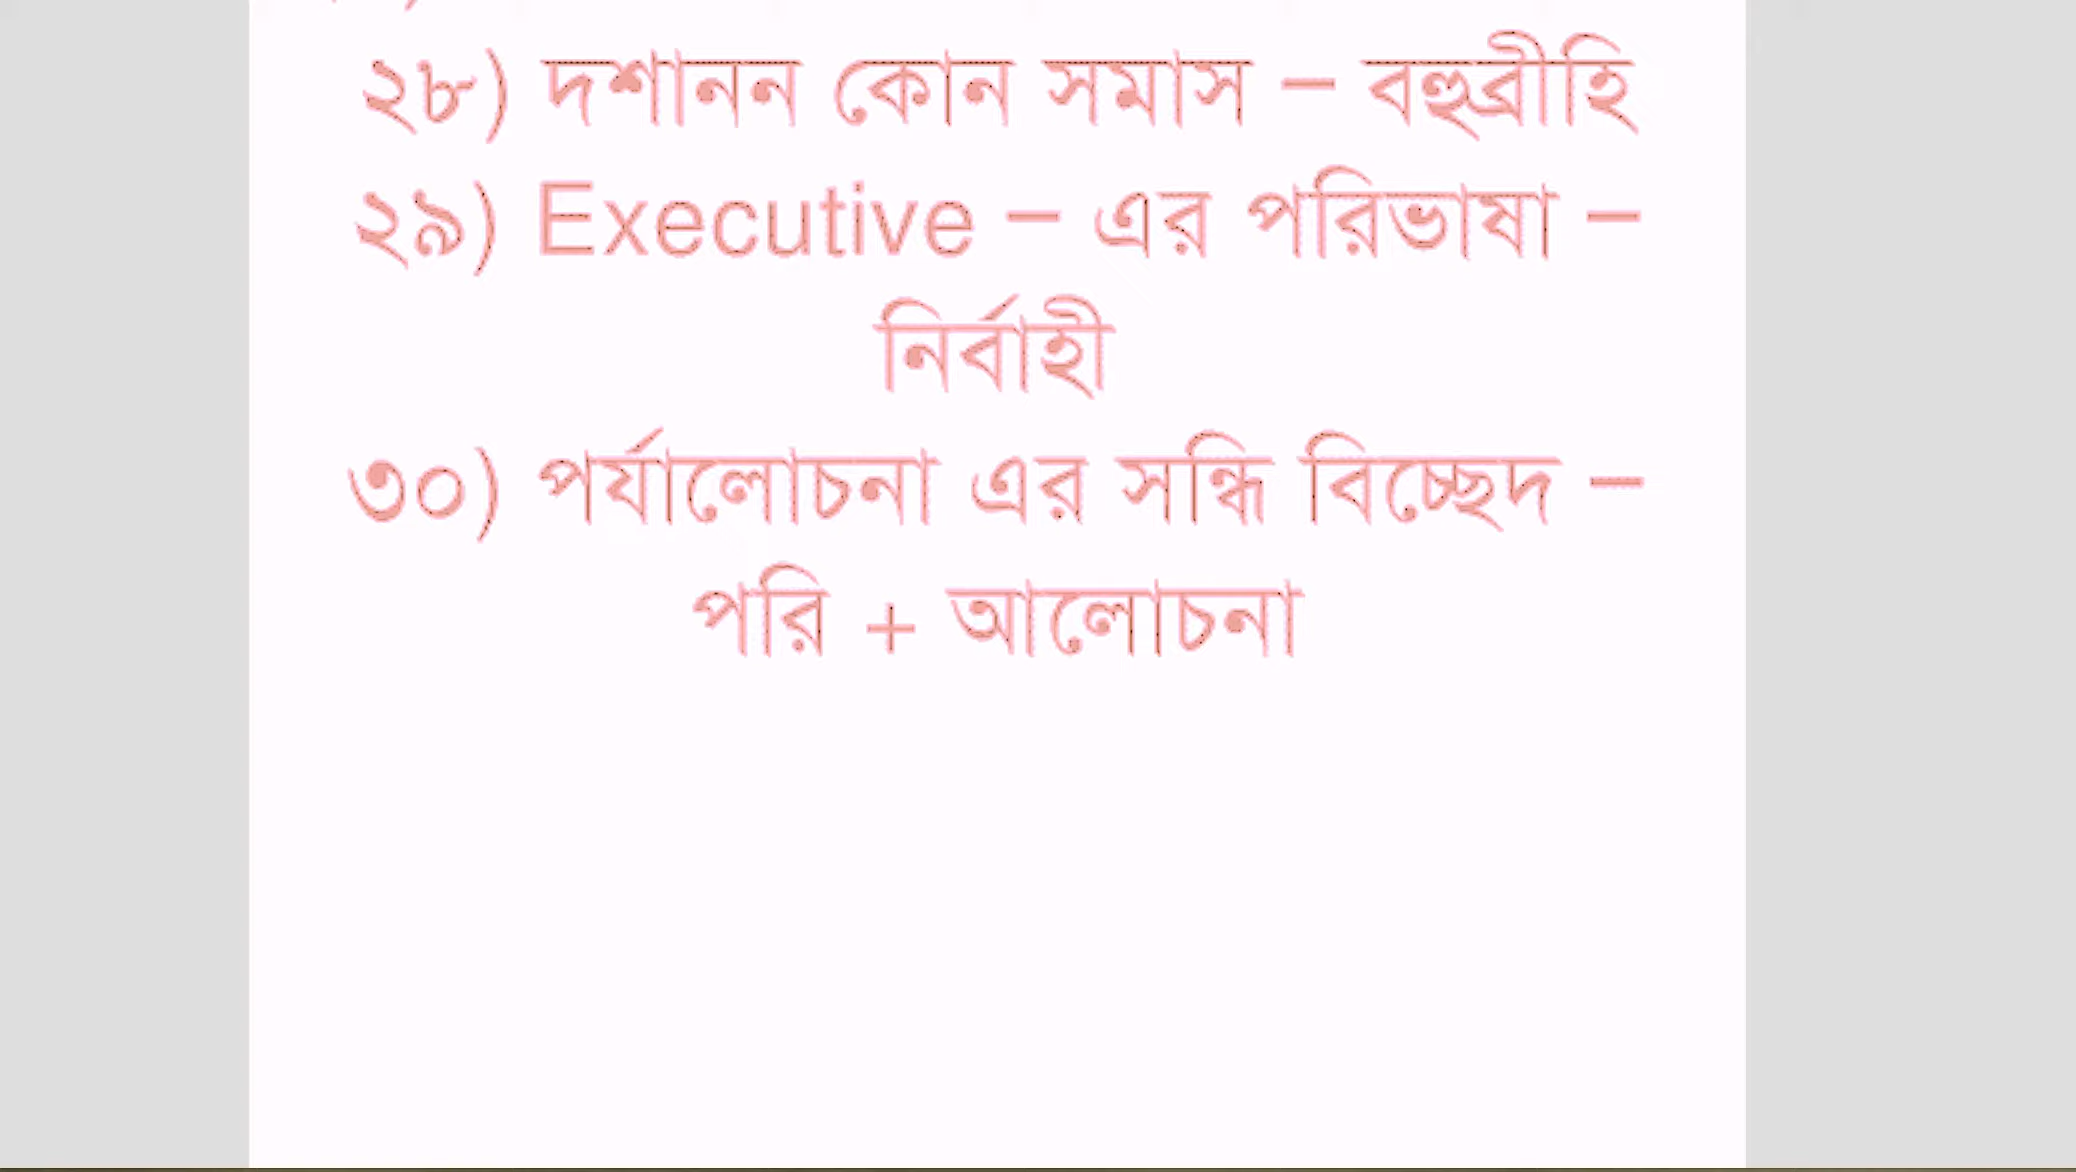 ২৮) দশানন কোন সমাস – বহুব্রীহি
২৯) Executive – এর পরিভাষা –
নির্বাহী
৩০) পর্যালোচনা এর সন্ধি বিচ্ছেদ –
পরি + আলোচনা